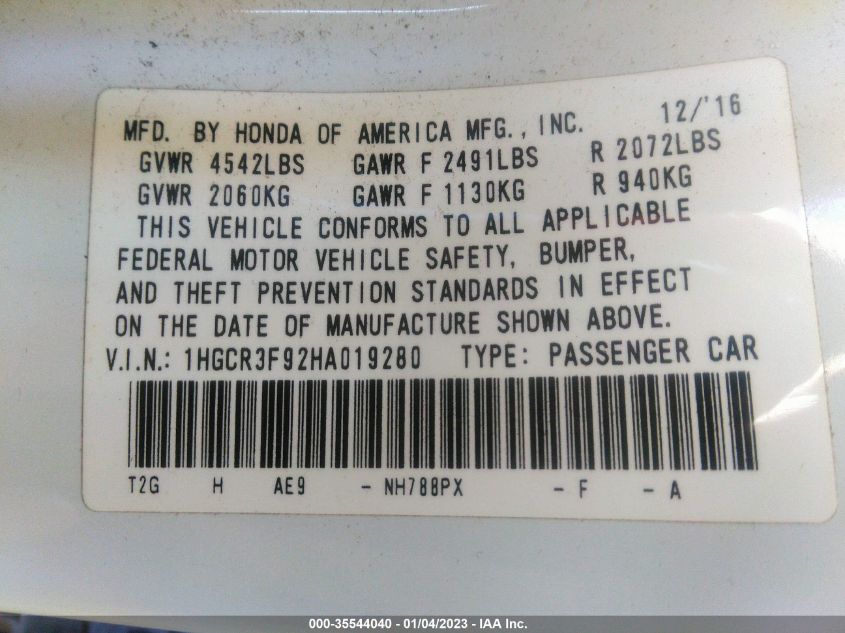 MFD. BY HONDA OF AMERICA MFG., INC. 12/'16
GVWR 4542LBS GAWR F 2491LBS R 2072LBS
GVWR 2060KG GAWR F 1130KG R 940KG
THIS VEHICLE CONFORMS TO ALL APPLICABLE
FEDERAL MOTOR VEHICLE SAFETY, BUMPER,
AND THEFT PREVENTION STANDARDS IN EFFECT
ON THE DATE OF MANUFACTURE SHOWN ABOVE.
V.I.N.: 1HGCR3F92HA019280 TYPE: PASSENGER CAR
T2G H AE9 - NH788PX - F - A
000-35544040 - 01/04/2023 - IAA Inc.